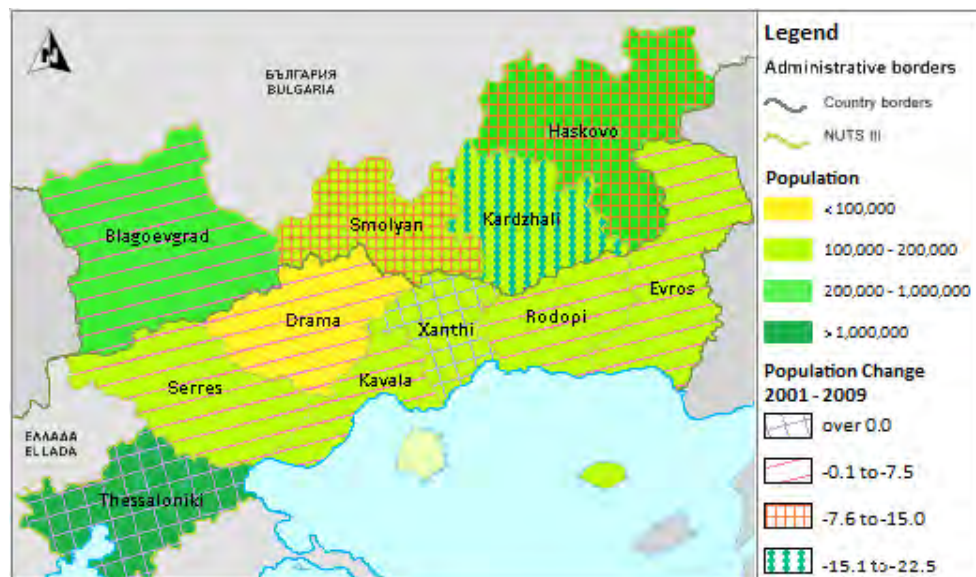 N
БЪЛГАРИЯ
BULGARIA
Haskovo
Smolyan
Kardzhali
Blagoevgrad
Evros
Drama
Xanthi
Rodopi
Serres
Kavala
ΕΛΛΑΔΑ
ELLADA
Thessaloniki
Legend
Administrative borders
Country borders
NUTS III
Population
< 100,000
100,000 - 200,000
200,000 - 1,000,000
> 1,000,000
Population Change
2001 - 2009
over 0.0
-0.1 to -7.5
-7.6 to -15.0
-15.1 to -22.5